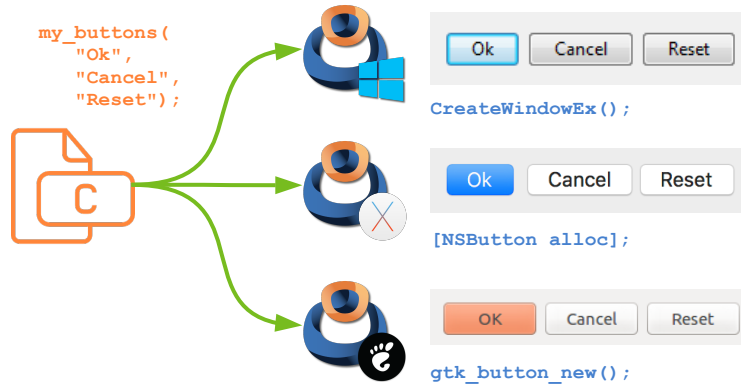 my_buttons(
"Ok",
"Cancel",
"Reset");
C
Ok Cancel Reset
CreateWindowEx();
Ok Cancel Reset
[NSButton alloc];
OK Cancel Reset
gtk_button_new();